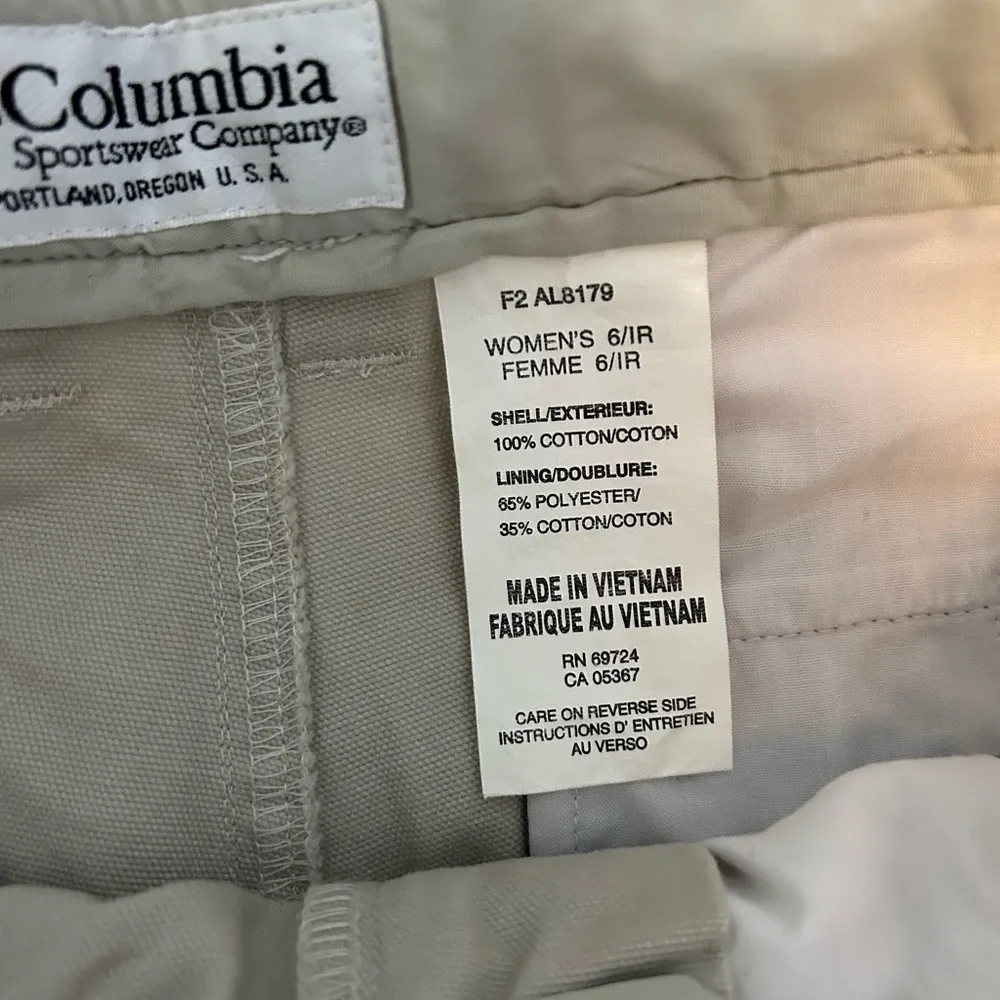 Columbia
Sportswear Company®
PORTLAND, OREGON U.S.A.
F2 AL8179
WOMEN'S 6/IR
FEMME 6/IR
SHELL/EXTERIEUR:
100% COTTON/COTON
LINING/DOUBLURE:
65% POLYESTER/
35% COTTON/COTON
MADE IN VIETNAM
FABRIQUE AU VIETNAM
RN 69724
CA 05367
CARE ON REVERSE SIDE
INSTRUCTIONS D' ENTRETIEN
AU VERSO